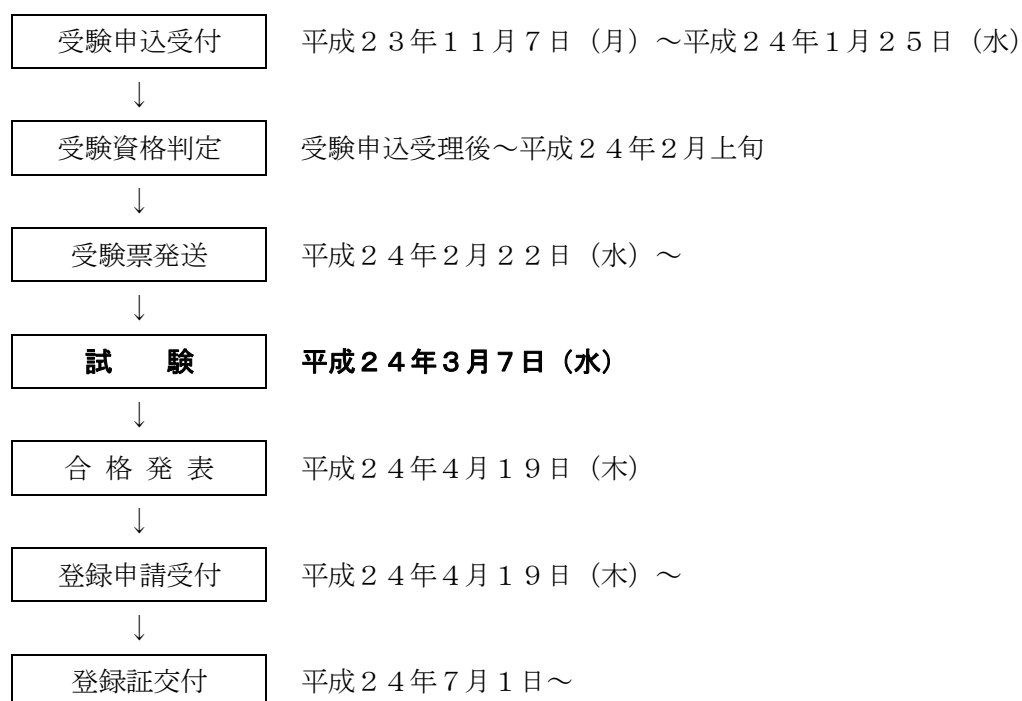 受験申込受付 平成２３年１１月７日（月）～平成２４年１月２５日（水）
↓
受験資格判定 受験申込受理後～平成２４年２月上旬
↓
受験票発送 平成２４年２月２２日（水）～
↓
試　　験 平成２４年３月７日（水）
↓
合 格 発 表 平成２４年４月１９日（木）
↓
登録申請受付 平成２４年４月１９日（木）～
↓
登録証交付 平成２４年７月１日～